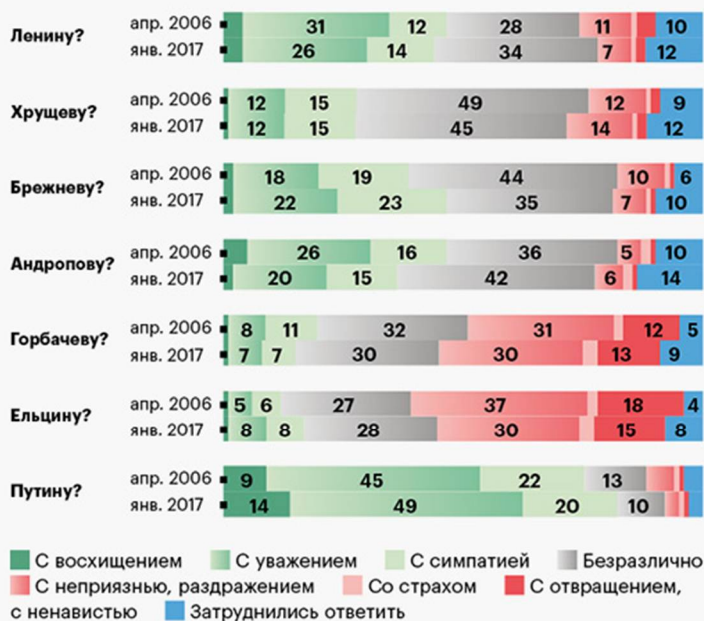 апр. 2006 31 12 28 11 10
Ленину?
янв. 2017 26 14 34 7 12
апр. 2006 12 15 49 12 9
Хрущеву?
янв. 2017 12 15 45 14 12
апр. 2006 18 19 44 10 6
Брежневу?
янв. 2017 22 23 35 7 10
апр. 2006 26 16 36 5 10
Андропову?
янв. 2017 20 15 42 6 14
апр. 2006 8 11 32 31 12 5
Горбачеву?
янв. 2017 7 7 30 30 13 9
апр. 2006 5 6 27 37 18 4
Ельцину?
янв. 2017 8 8 28 30 15 8
апр. 2006 9 45 22 13
Путину?
янв. 2017 14 49 20 10
С восхищением С уважением С симпатией Безразлично
С неприязнью, раздражением Со страхом С отвращением,
с ненавистью Затруднились ответить